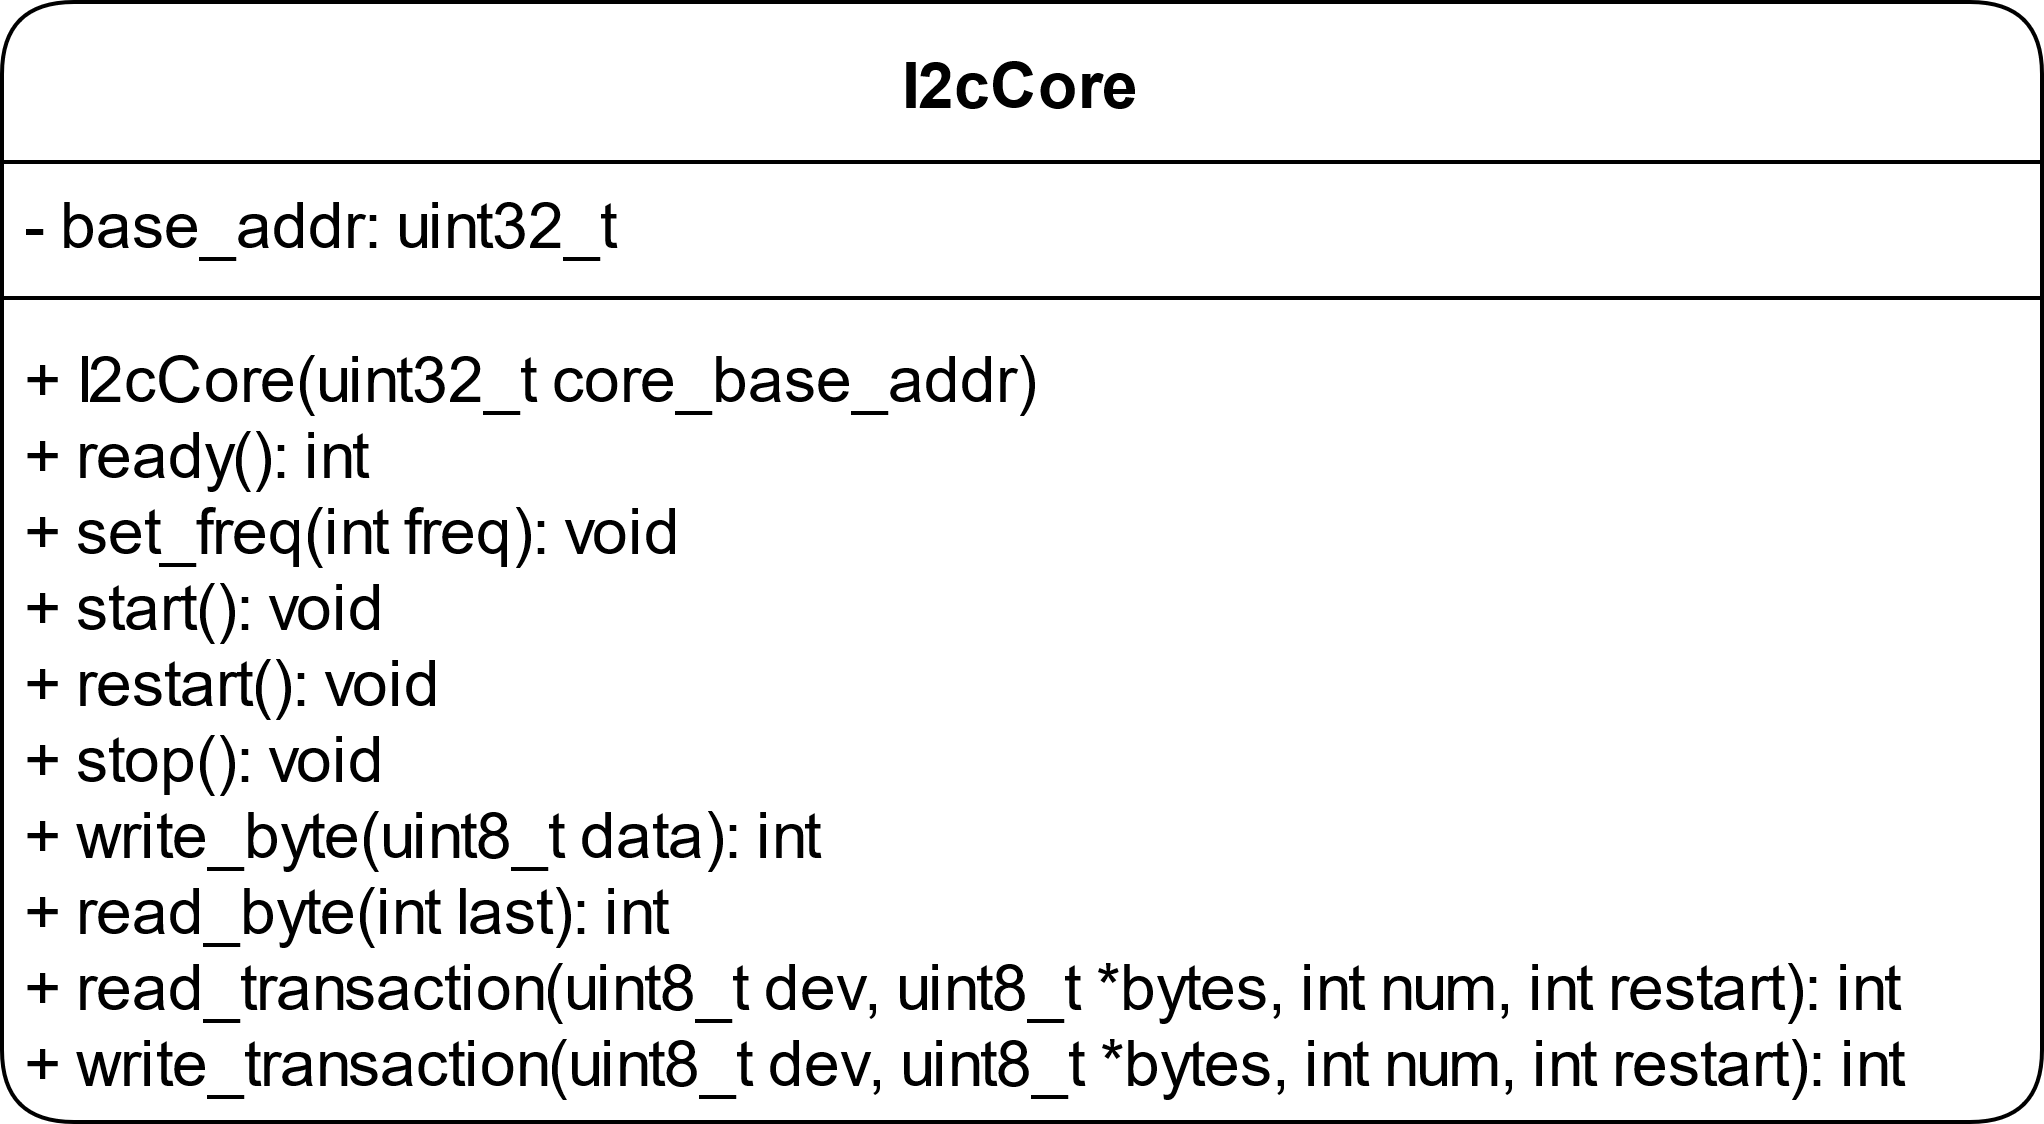 I2cCore
- base_addr: uint32_t
+ I2cCore(uint32_t core_base_addr)
+ ready(): int
+ set_freq(int freq): void
+ start(): void
+ restart(): void
+ stop(): void
+ write_byte(uint8_t data): int
+ read_byte(int last): int
+ read_transaction(uint8_t dev, uint8_t *bytes, int num, int restart): int
+ write_transaction(uint8_t dev, uint8_t *bytes, int num, int restart): int